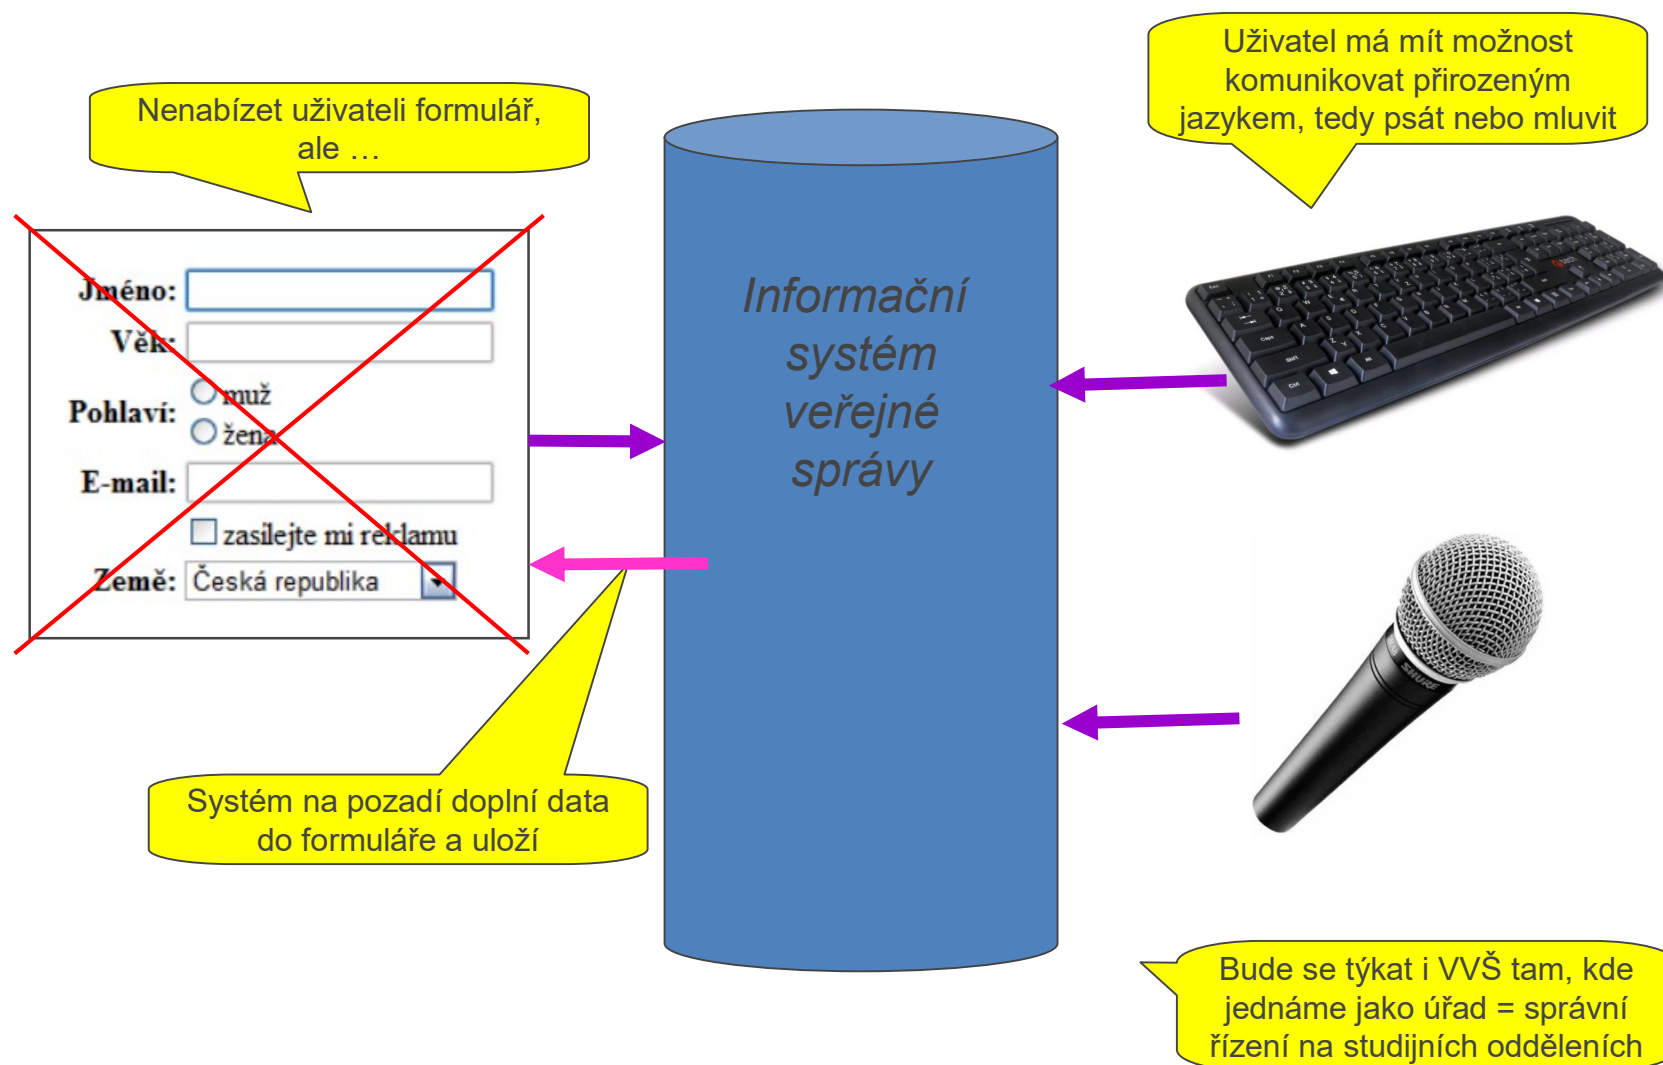 Nenabízet uživateli formulář,
ale …
Uživatel má mít možnost
komunikovat přirozeným
jazykem, tedy psát nebo mluvit
Jméno:
Věk:
Pohlaví:
muž
žena
E-mail:
zasílejte mi reklamu
Země: Česká republika
Informační
systém
veřejné
správy
SHURE
Systém na pozadí doplní data
do formuláře a uloží
Bude se týkat i VVŠ tam, kde
jednáme jako úřad = správní
řízení na studijních odděleních